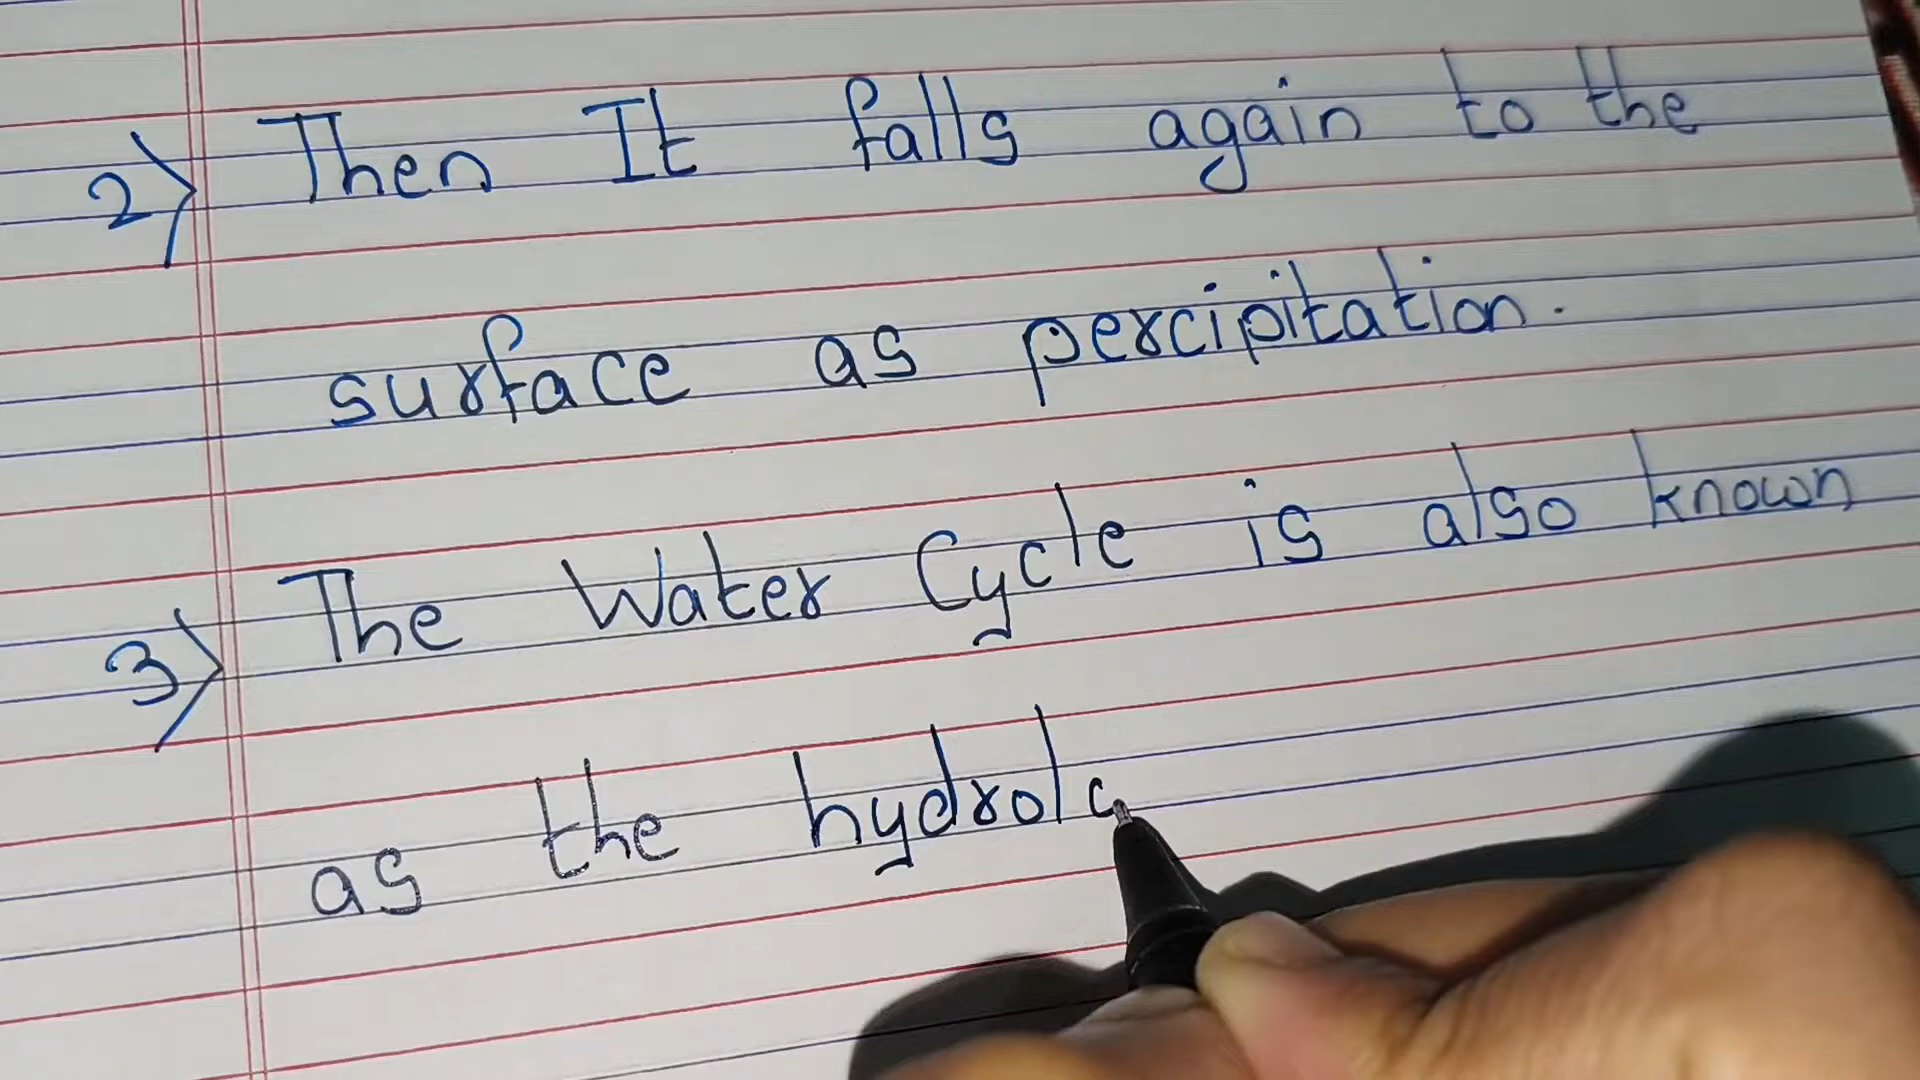 2) Then It falls again to the
surface as percipitation.
3) The Water Cycle is also known
as the hydrol